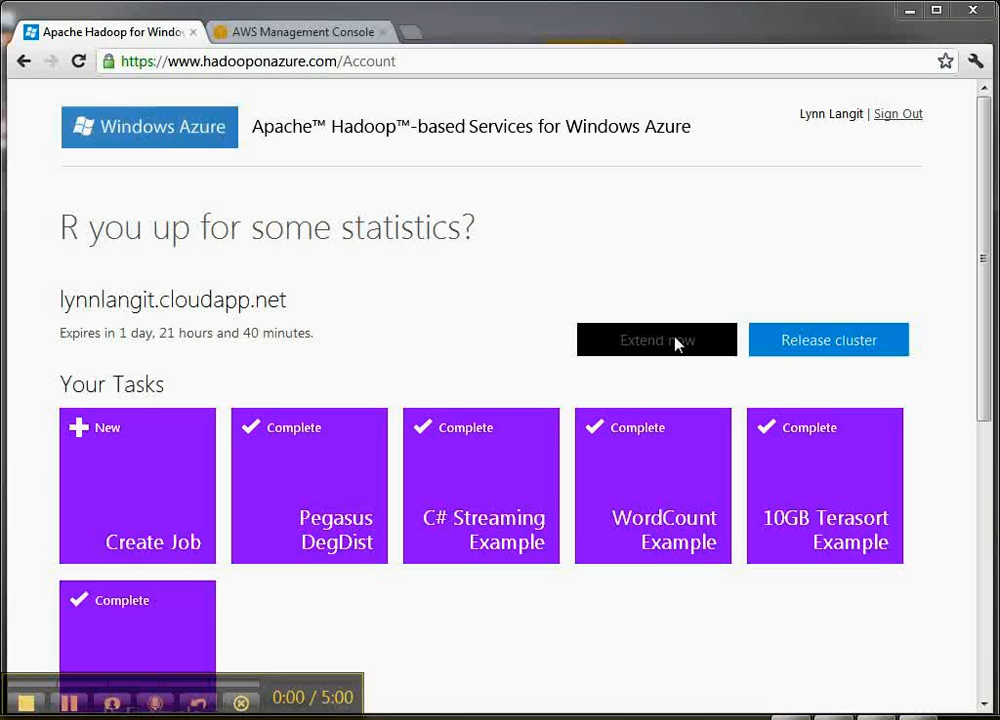 Apache Hadoop for Windo
AWS Management Console
https://www.hadooponazure.com/Account
Windows Azure
Apache™ Hadoop™-based Services for Windows Azure
Lynn Langit | Sign Out
R you up for some statistics?
lynnlangit.cloudapp.net
Expires in 1 day, 21 hours and 40 minutes.
Extend now
Release cluster
Your Tasks
New
Create Job
Complete
Pegasus
DegDist
Complete
C# Streaming
Example
Complete
WordCount
Example
Complete
10GB Terasort
Example
Complete
0:00 / 5:00